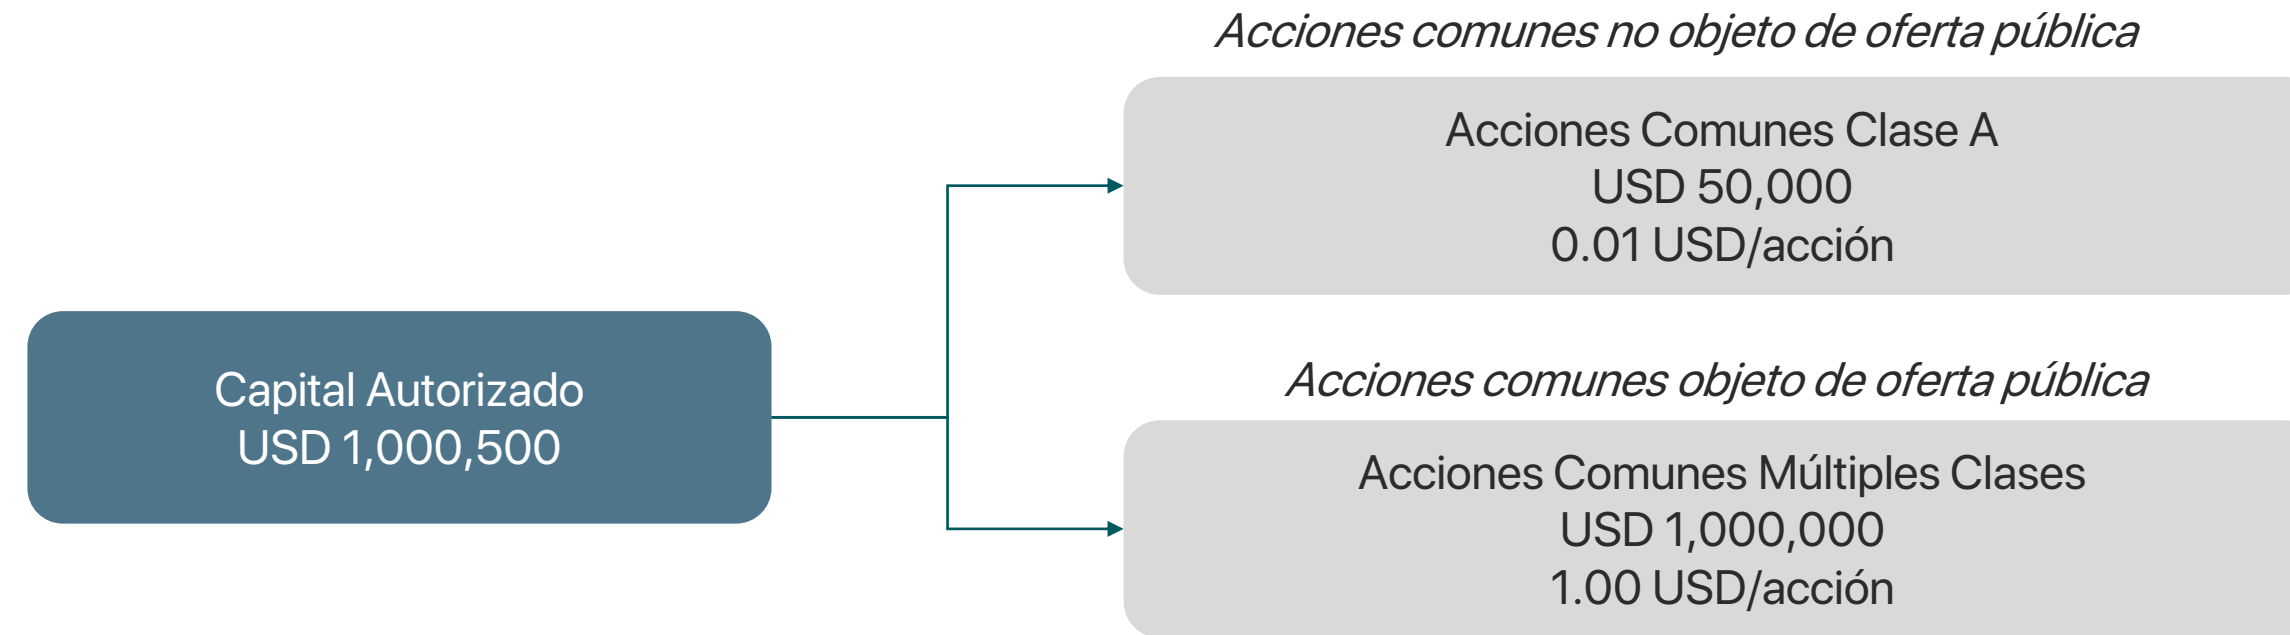 Acciones comunes no objeto de oferta pública
Acciones Comunes Clase A
USD 50,000
0.01 USD/acción
Capital Autorizado
USD 1,000,500
Acciones comunes objeto de oferta pública
Acciones Comunes Múltiples Clases
USD 1,000,000
1.00 USD/acción